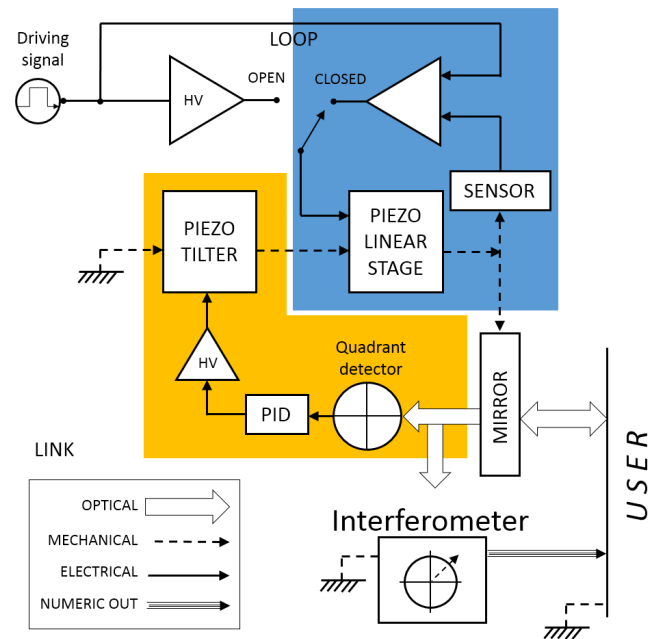 Driving
signal
LOOP
HV
OPEN
CLOSED
SENSOR
PIEZO
TILTER
PIEZO
LINEAR
STAGE
HV
Quadrant
detector
PID
MIRROR
USER
LINK
OPTICAL
MECHANICAL
ELECTRICAL
NUMERIC OUT
Interferometer